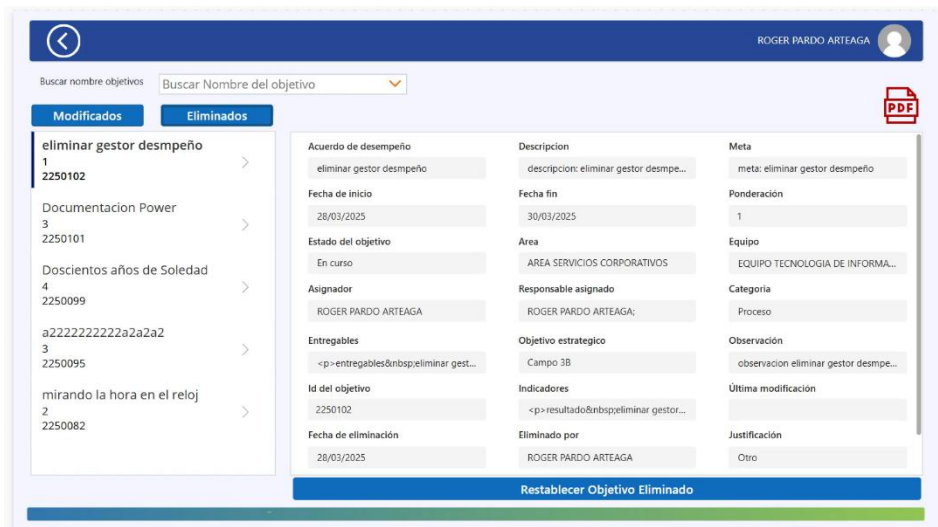 ROGER PARDO ARTEAGA
Buscar nombre objetivos
Buscar Nombre del objetivo
PDF
Modificados
Eliminados
eliminar gestor desmpeño
1
2250102
Documentacion Power
3
2250101
Doscientos años de Soledad
4
2250099
a2222222222a2a2a2
3
2250095
mirando la hora en el reloj
2
2250082
Acuerdo de desempeño
Descripcion
Meta
eliminar gestor desmpeño
descripcion: eliminar gestor desmpe...
meta: eliminar gestor desmpeño
Fecha de inicio
Fecha fin
Ponderación
28/03/2025
30/03/2025
1
Estado del objetivo
Area
Equipo
En curso
AREA SERVICIOS CORPORATIVOS
EQUIPO TECNOLOGIA DE INFORMA...
Asignador
Responsable asignado
Categoria
ROGER PARDO ARTEAGA
ROGER PARDO ARTEAGA;
Proceso
Entregables
Objetivo estrategico
Observación
<p>entregables&nbsp;eliminar gest...
Campo 3B
observacion eliminar gestor desmpe...
Id del objetivo
Indicadores
Última modificación
2250102
<p>resultado&nbsp;eliminar gestor...
Fecha de eliminación
Eliminado por
Justificación
28/03/2025
ROGER PARDO ARTEAGA
Otro
Restablecer Objetivo Eliminado